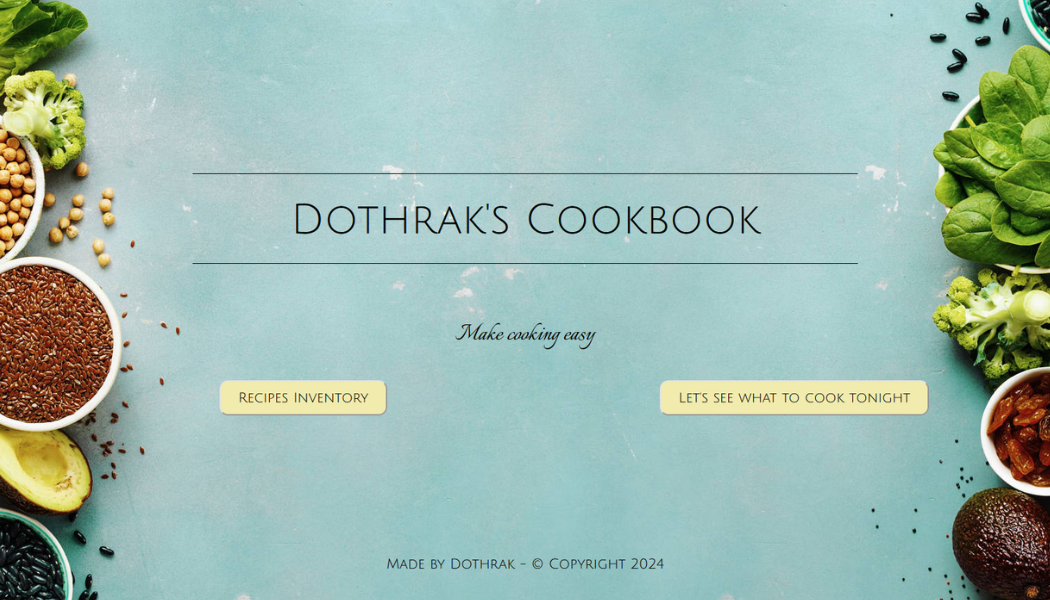 Dothrak's Cookbook
Make cooking easy
Recipes Inventory
Let's see what to cook tonight
Made by Dothrak - © Copyright 2024